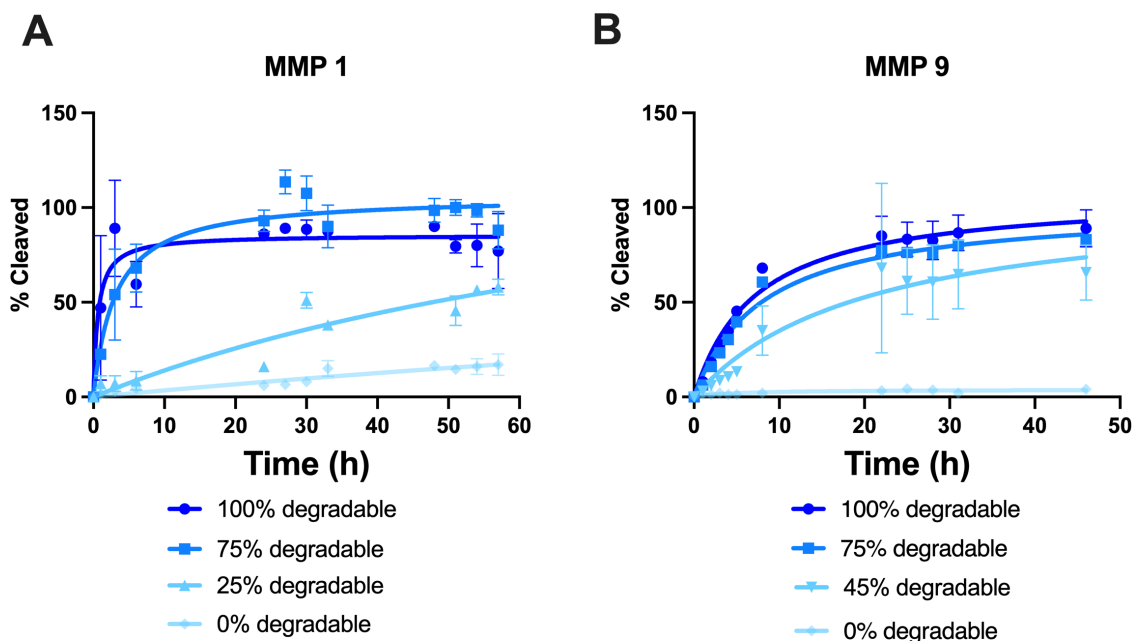 A
B
MMP 1
MMP 9
150
100
50
0
% Cleaved
0 10 20 30 40 50 60
Time (h)
100% degradable
75% degradable
25% degradable
0% degradable
150
100
50
0
% Cleaved
0 10 20 30 40 50
Time (h)
100% degradable
75% degradable
45% degradable
0% degradable